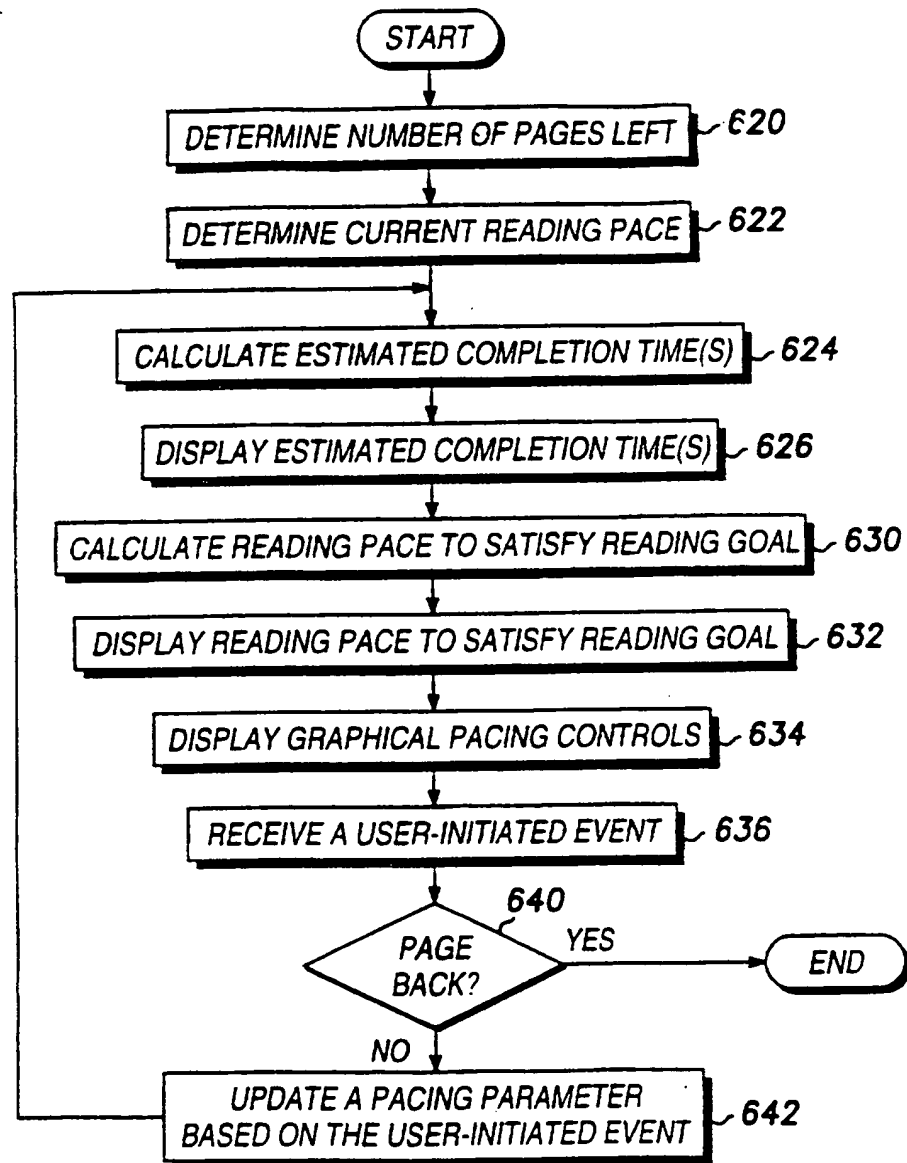 START
DETERMINE NUMBER OF PAGES LEFT 620
DETERMINE CURRENT READING PACE 622
CALCULATE ESTIMATED COMPLETION TIME(S) 624
DISPLAY ESTIMATED COMPLETION TIME(S) 626
CALCULATE READING PACE TO SATISFY READING GOAL 630
DISPLAY READING PACE TO SATISFY READING GOAL 632
DISPLAY GRAPHICAL PACING CONTROLS 634
RECEIVE A USER-INITIATED EVENT 636
640
PAGE
BACK?
YES
END
NO
UPDATE A PACING PARAMETER
BASED ON THE USER-INITIATED EVENT 642